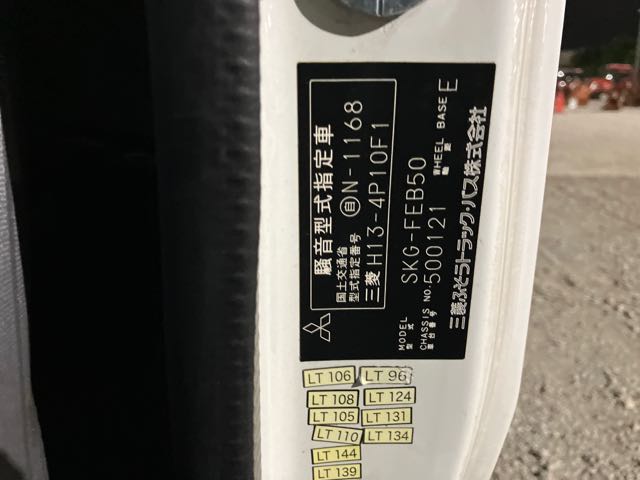 騒音型式指定車
国土交通省
型式指定番号 自N-1168
三菱 H13-4P10F1
MODEL
型式 SKG-FEB50
CHASSIS NO.
車台番号 500121
WHEEL BASE
軸距 E
三菱ふそうトラック・バス株式会社
LT 106 LT 96
LT 108 LT 124
LT 105 LT 131
LT 110 LT 134
LT 144
LT 139